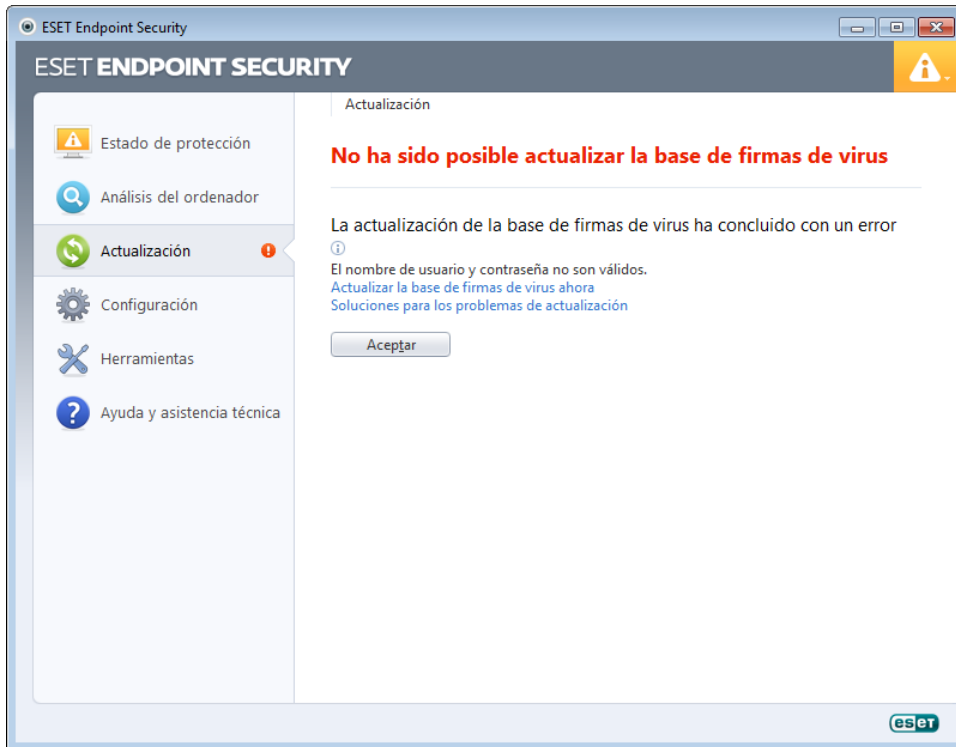 ESET Endpoint Security
ESET ENDPOINT SECURITY
Estado de protección
Análisis del ordenador
Actualización
Configuración
Herramientas
Ayuda y asistencia técnica
Actualización
No ha sido posible actualizar la base de firmas de virus
La actualización de la base de firmas de virus ha concluido con un error
El nombre de usuario y contraseña no son válidos.
Actualizar la base de firmas de virus ahora
Soluciones para los problemas de actualización
Aceptar
eset